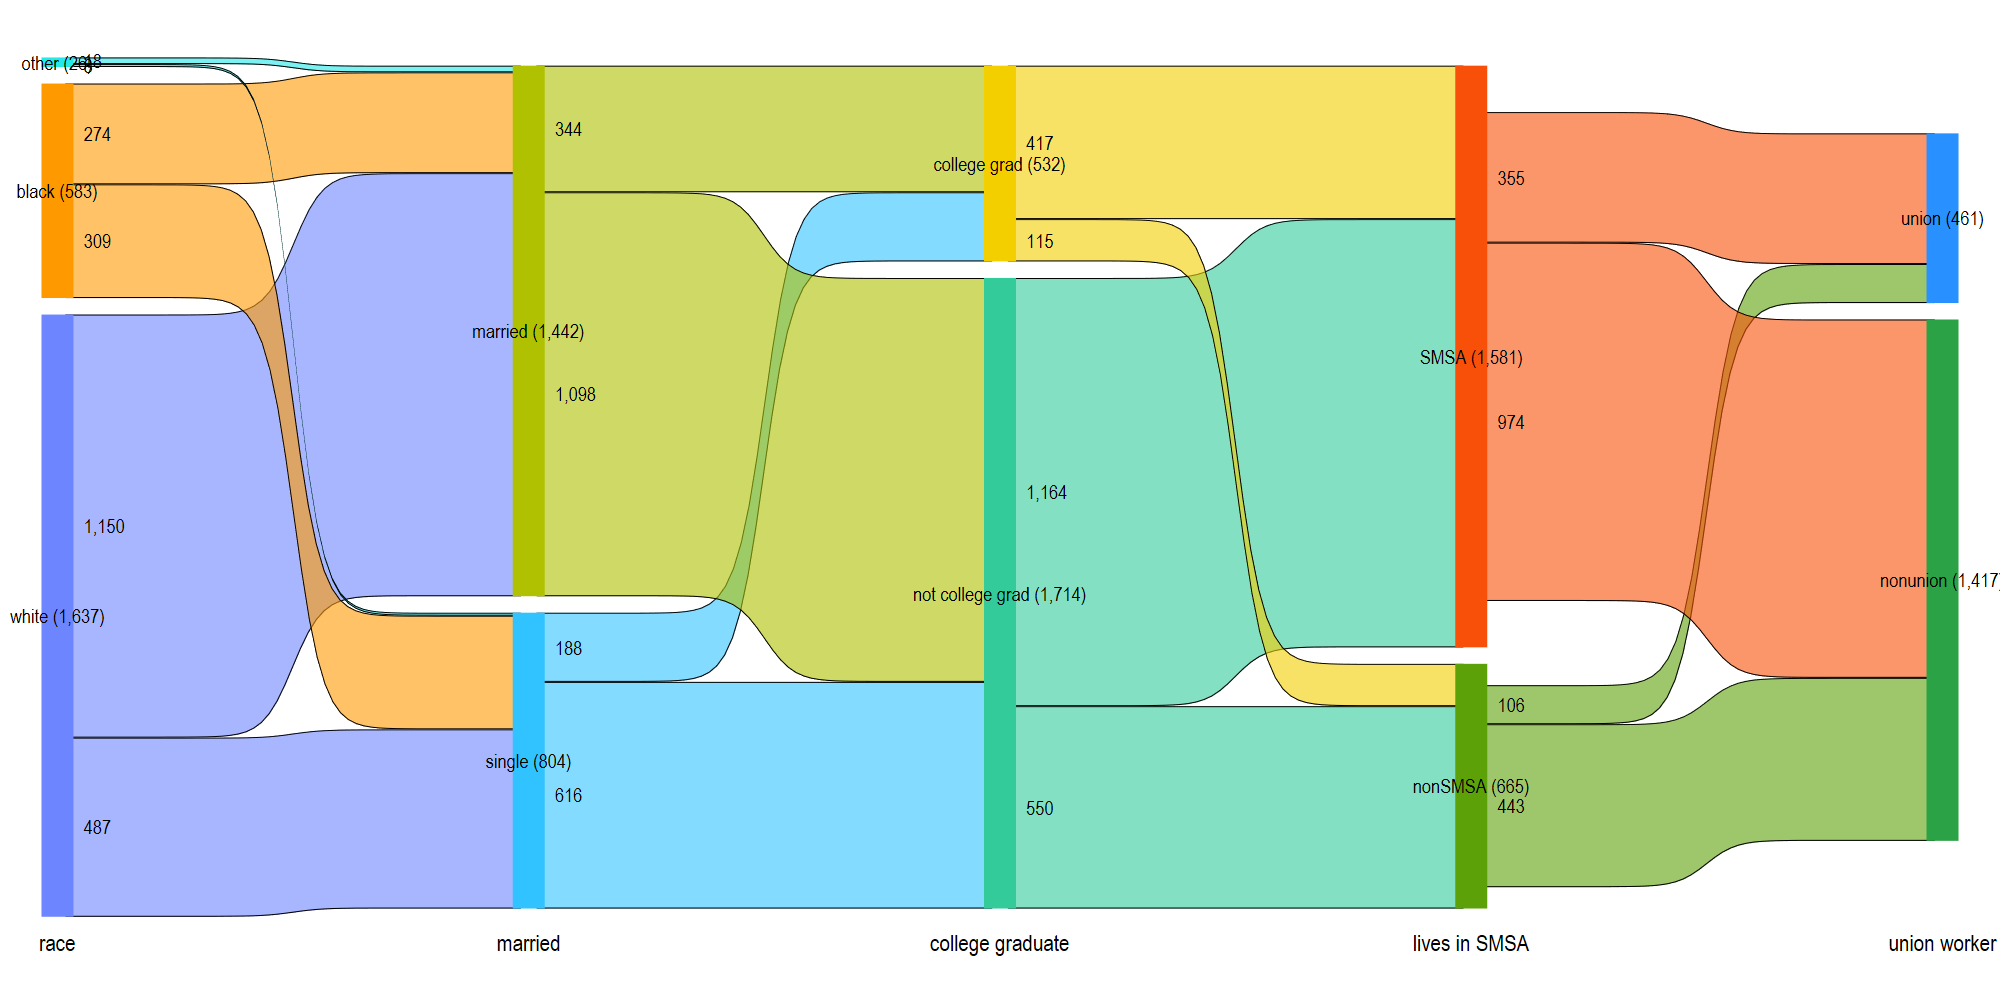 other (26)
18
8
274
black (583)
309
1,150
white (1,637)
487
344
married (1,442)
1,098
188
single (804)
616
417
college grad (532)
115
1,164
not college grad (1,714)
550
355
SMSA (1,581)
974
106
nonSMSA (665)
443
union (461)
nonunion (1,417)
race
married
college graduate
lives in SMSA
union worker